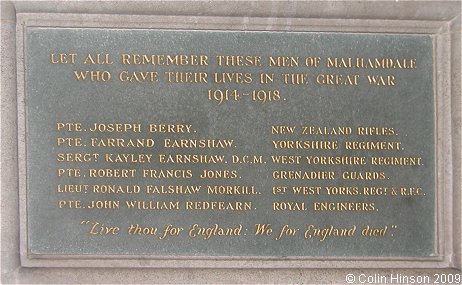 LET ALL REMEMBER THESE MEN OF MALHAMDALE
WHO GAVE THEIR LIVES IN THE GREAT WAR
1914-1918.
PTE. JOSEPH BERRY. NEW ZEALAND RIFLES.
PTE. FARRAND EARNSHAW. YORKSHIRE REGIMENT.
SERGT KAYLEY EARNSHAW. D.C.M. WEST YORKSHIRE REGIMENT.
PTE. ROBERT FRANCIS JONES. GRENADIER GUARDS.
LIEUT RONALD FALSHAW MORKILL. 1ST WEST YORKS. REGT & R.F.C.
PTE. JOHN WILLIAM REDFEARN. ROYAL ENGINEERS.
"Live thou for England: We for England died"
© Colin Hinson 2009